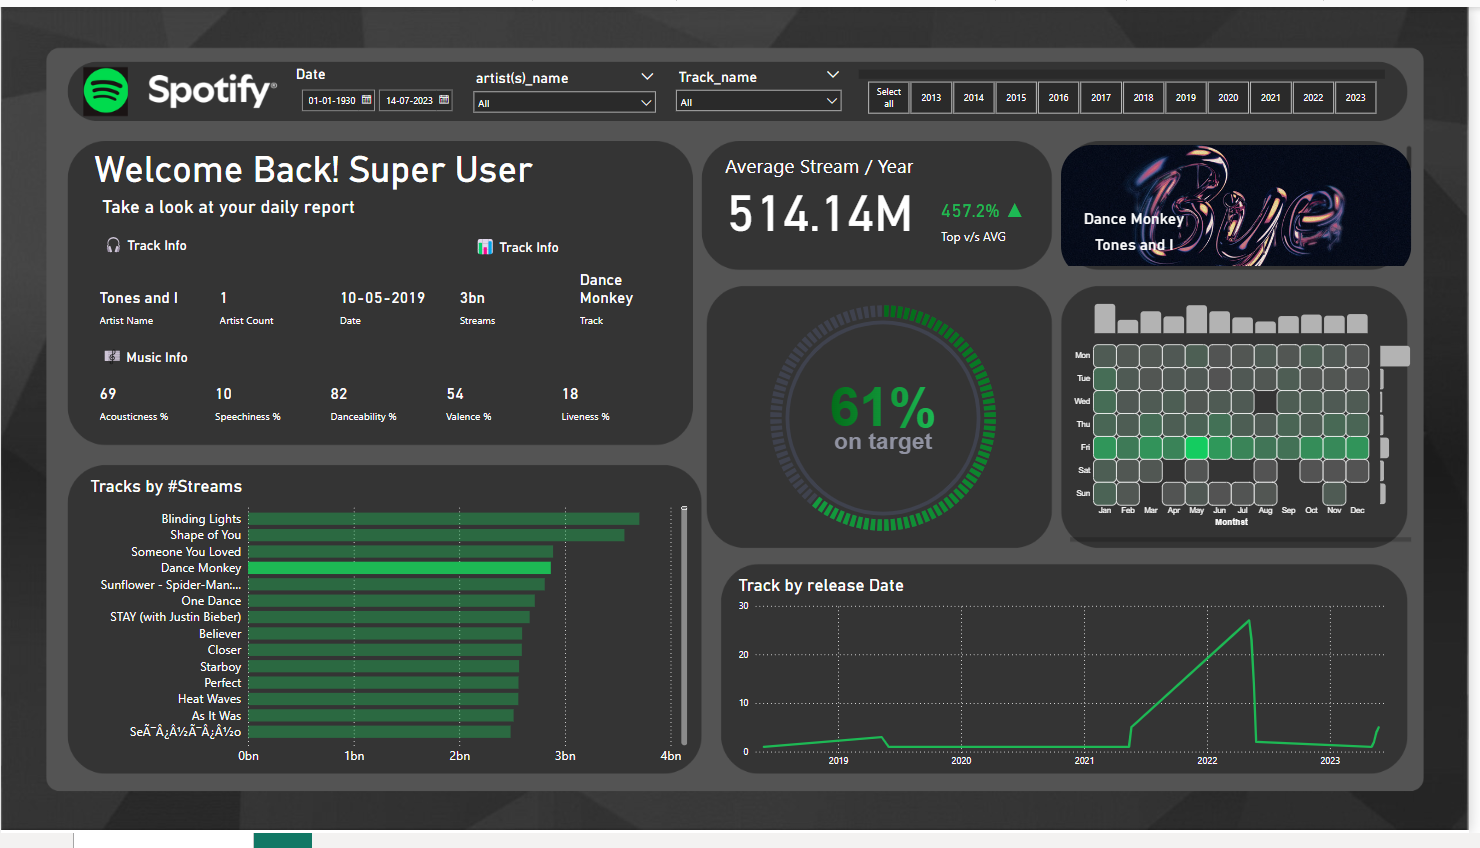 Spotify®
Date
01-01-1930
14-07-2023
artist(s)_name
All
Track_name
All
Select all
2013
2014
2015
2016
2017
2018
2019
2020
2021
2022
2023
Welcome Back! Super User
Take a look at your daily report
Track Info
Track Info
Tones and I
1
10-05-2019
3bn
Dance
Monkey
Artist Name
Artist Count
Date
Streams
Track
Music Info
69
10
82
54
18
Acousticness %
Speechiness %
Danceability %
Valence %
Liveness %
Average Stream / Year
514.14M
457.2% ▲
Top v/s AVG
Bye
Dance Monkey
Tones and I
61%
on target
Mon
Tue
Wed
Thu
Fri
Sat
Sun
Jan Feb Mar Apr May Jun Jul Aug Sep Oct Nov Dec
Monthst
Tracks by #Streams
Blinding Lights
Shape of You
Someone You Loved
Dance Monkey
Sunflower - Spider-Man:...
One Dance
STAY (with Justin Bieber)
Believer
Closer
Starboy
Perfect
Heat Waves
As It Was
SeÃ¯Â¿Â½Ã¯Â¿Â½o
0bn 1bn 2bn 3bn 4bn
Track by release Date
30
20
10
0
2019 2020 2021 2022 2023